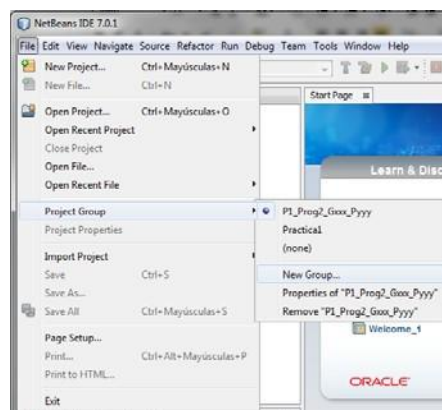 NetBeans IDE 7.0.1
File Edit View Navigate Source Refactor Run Debug Team Tools Window Help
New Project... Ctrl+Mayúsculas+N
New File... Ctrl+N
Start Page
Open Project... Ctrl+Mayúsculas+O
Open Recent Project
Close Project
Open File...
Learn & Disc
Open Recent File
Project Group
P1_Prog2_Gxxx_Pyyy
Project Properties
Practica1
(none)
Import Project
New Group...
Save Ctrl+S
Save As...
Properties of "P1_Prog2_Gxxx_Pyyy"
Save All Ctrl+Mayúsculas+S
Remove "P1_Prog2_Gxxx_Pyyy"
Welcome_1
Page Setup...
Print... Ctrl+Alt+Mayúsculas+P
Print to HTML...
ORACLE
Exit